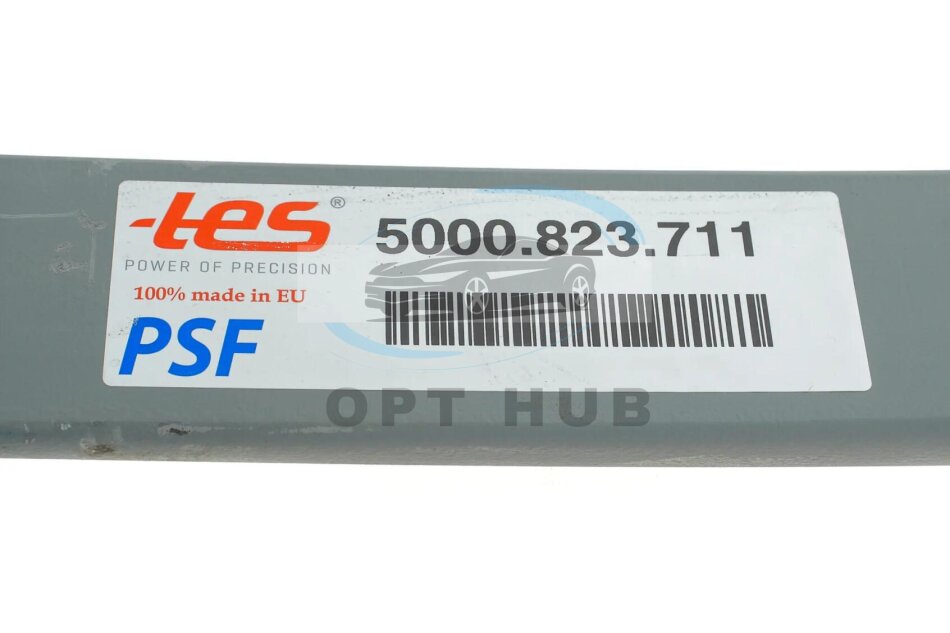 -tes®
5000.823.711
POWER OF PRECISION
100% made in EU
PSF
OPT HUB